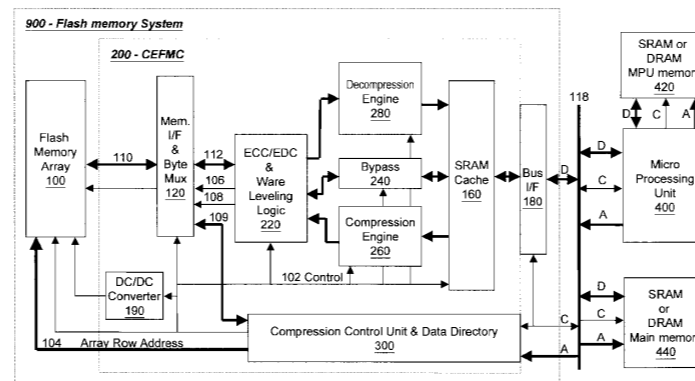 900 - Flash memory System
200 - CEFMC
SRAM or
DRAM
MPU memory
420
Decompression
Engine
280
118
D
C
A
Flash
Memory
Array
100
110
Mem.
I/F
&
Byte
Mux
120
112
106
108
109
ECC/EDC
&
Ware
Leveling
Logic
220
Bypass
240
SRAM
Cache
160
Bus
I/F
180
D
D
C
A
Micro
Processing
Unit
400
Compression
Engine
260
102 Control
DC/DC
Converter
190
D
C
A
SRAM
or
DRAM
Main memory
440
Compression Control Unit & Data Directory
300
C
A
104
Array Row Address